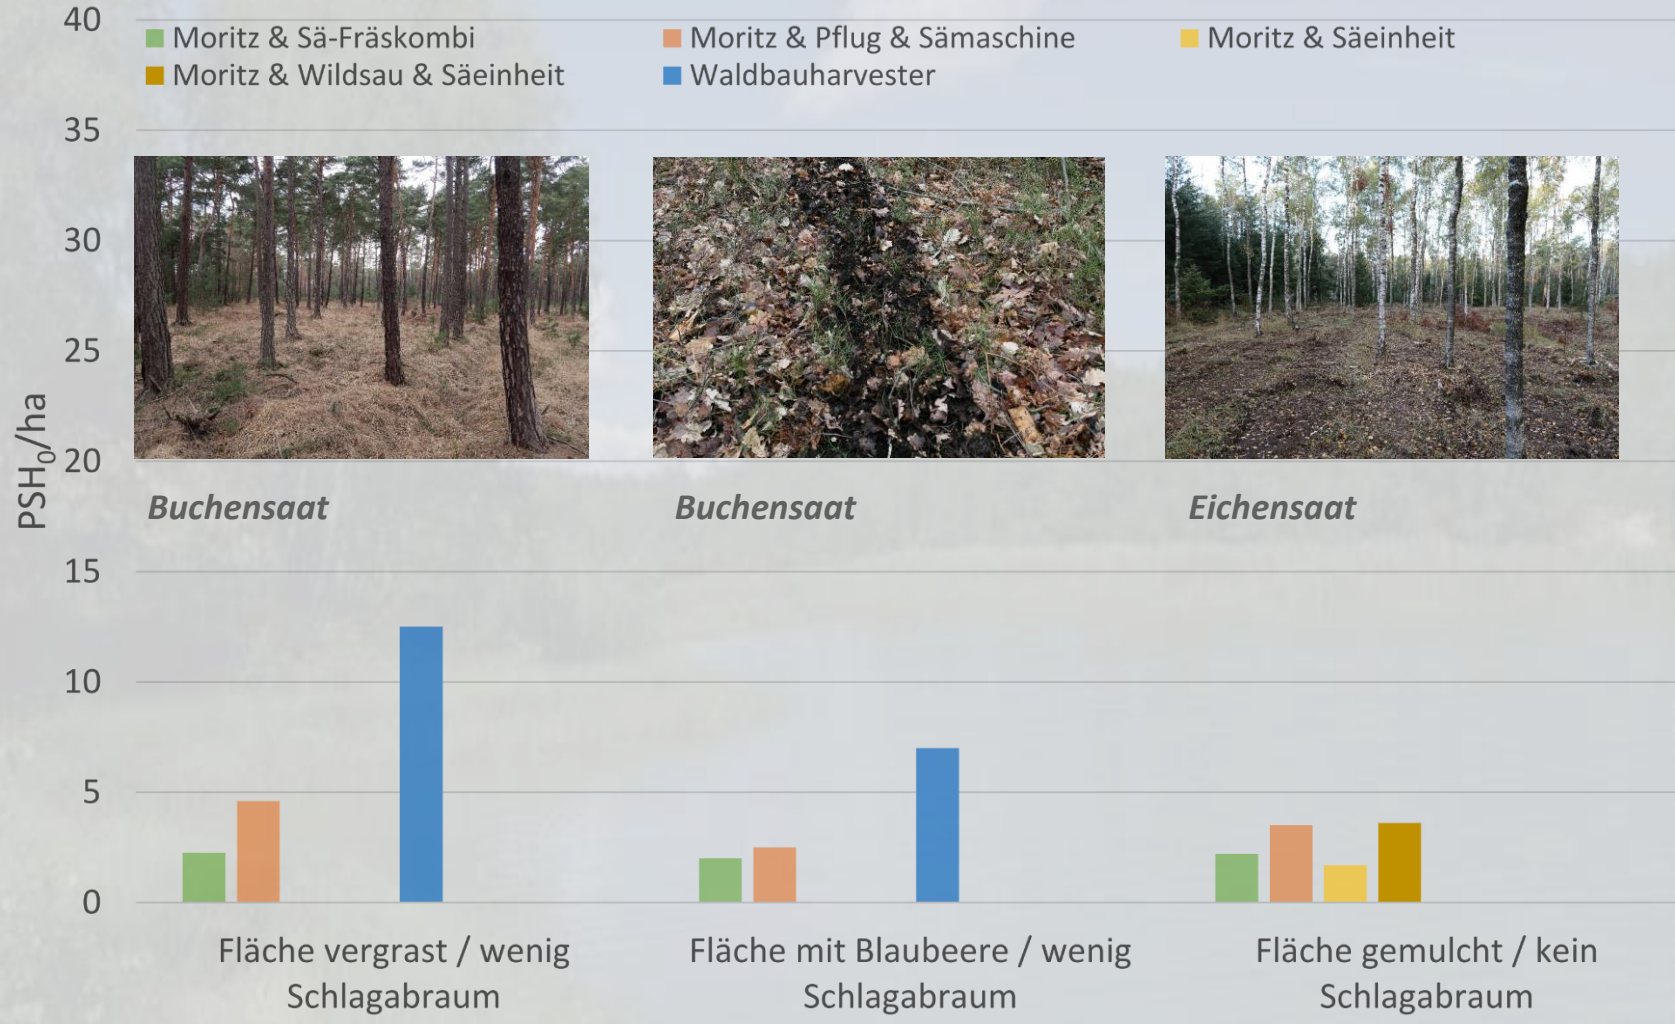 40
Moritz & Sä-Fräskombi
Moritz & Pflug & Sämaschine
Moritz & Säeinheit
Moritz & Wildsau & Säeinheit
Waldbauharvester
35
30
25
20
15
10
5
0
PSH₀/ha
Buchensaat
Buchensaat
Eichensaat
Fläche vergrast / wenig
Schlagabraum
Fläche mit Blaubeere / wenig
Schlagabraum
Fläche gemulcht / kein
Schlagabraum